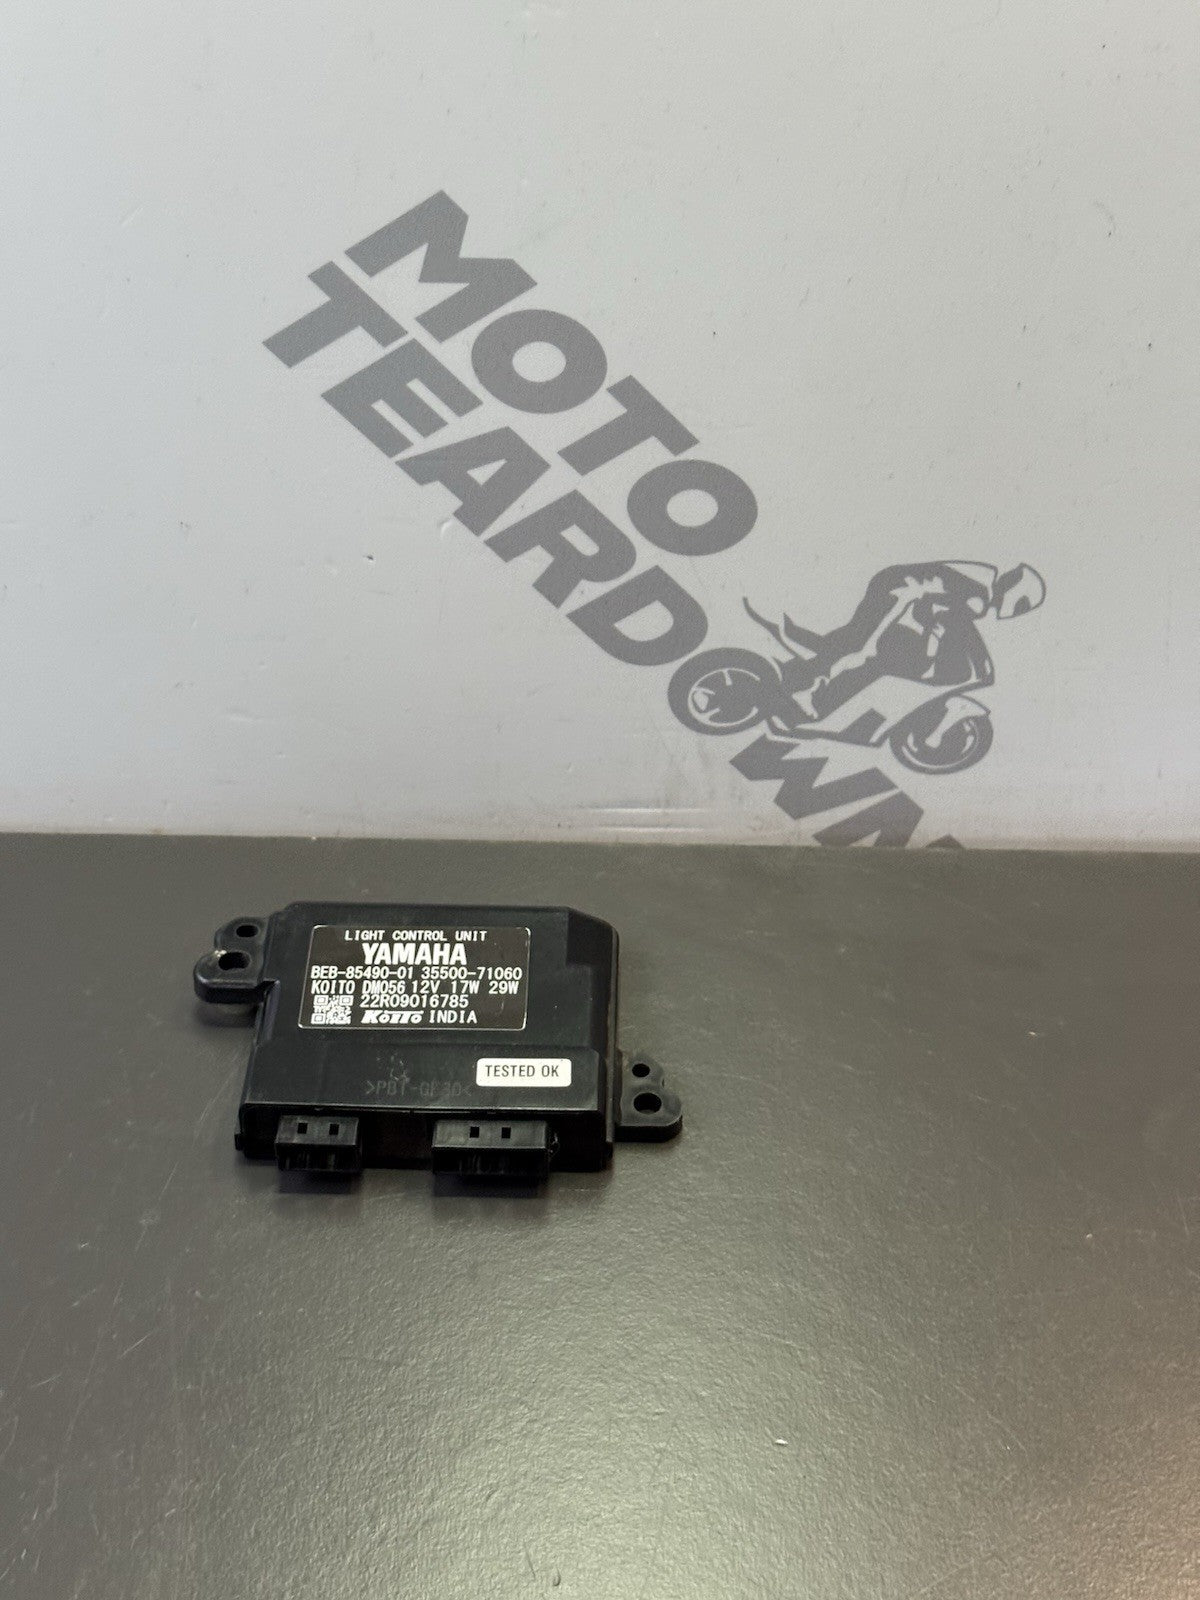 MOTO
TEARDOWN
LIGHT CONTROL UNIT
YAMAHA
BEB-85490-01 35500-71060
KOITO DM056 12V 17W 29W
22R09016785
KOITO INDIA
TESTED OK